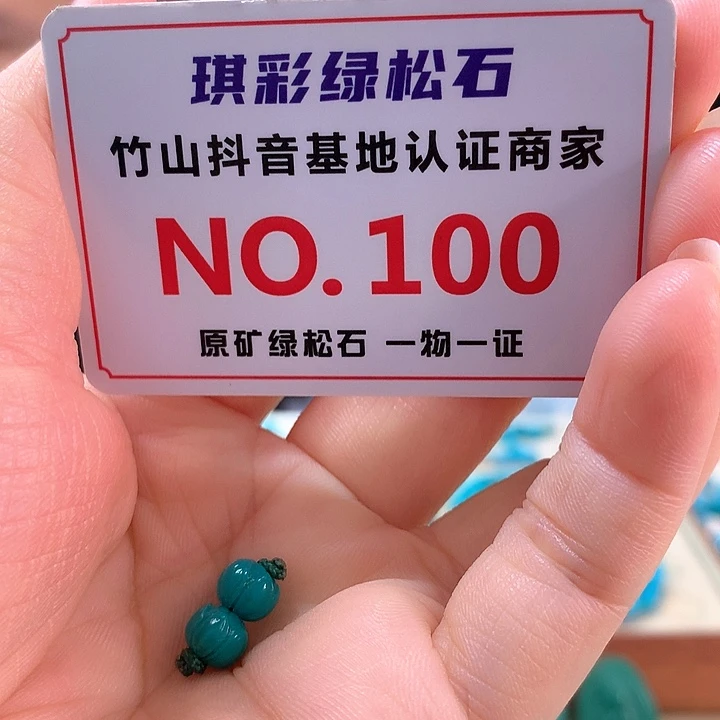 琪彩绿松石
竹山抖音基地认证商家
NO.100
原矿绿松石 一物一证